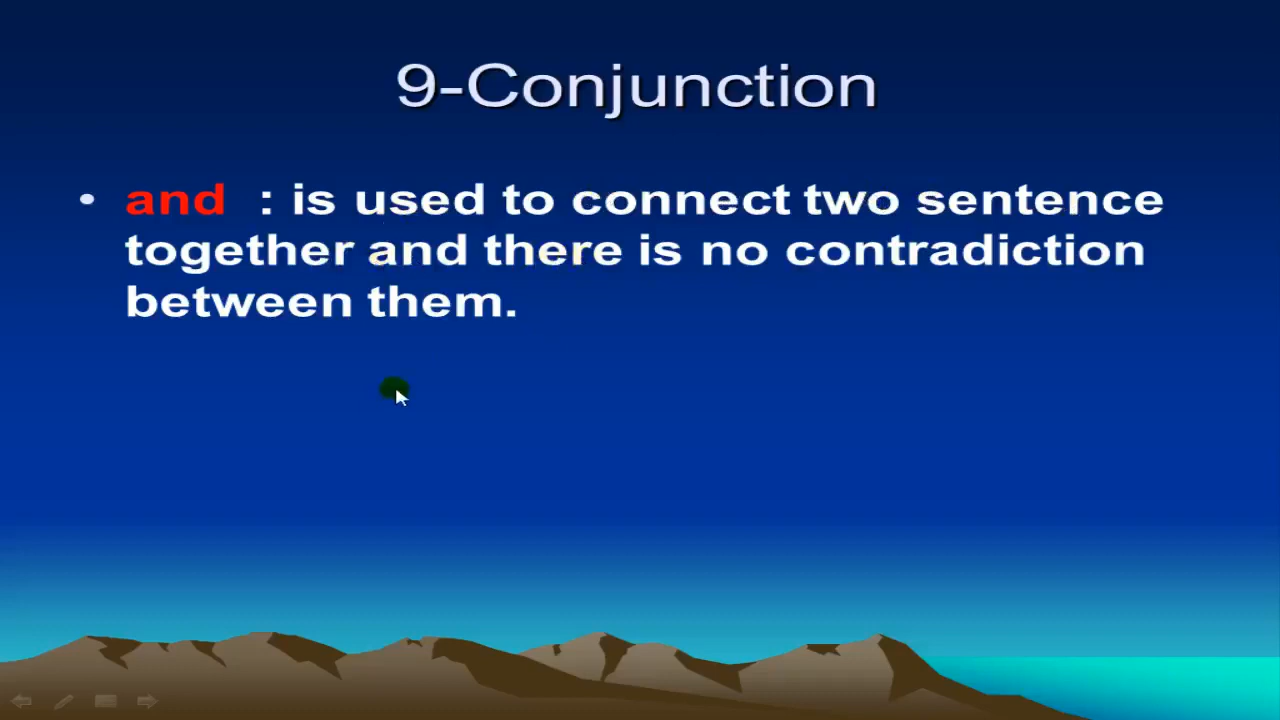 9-Conjunction
• and : is used to connect two sentence
together and there is no contradiction
between them.